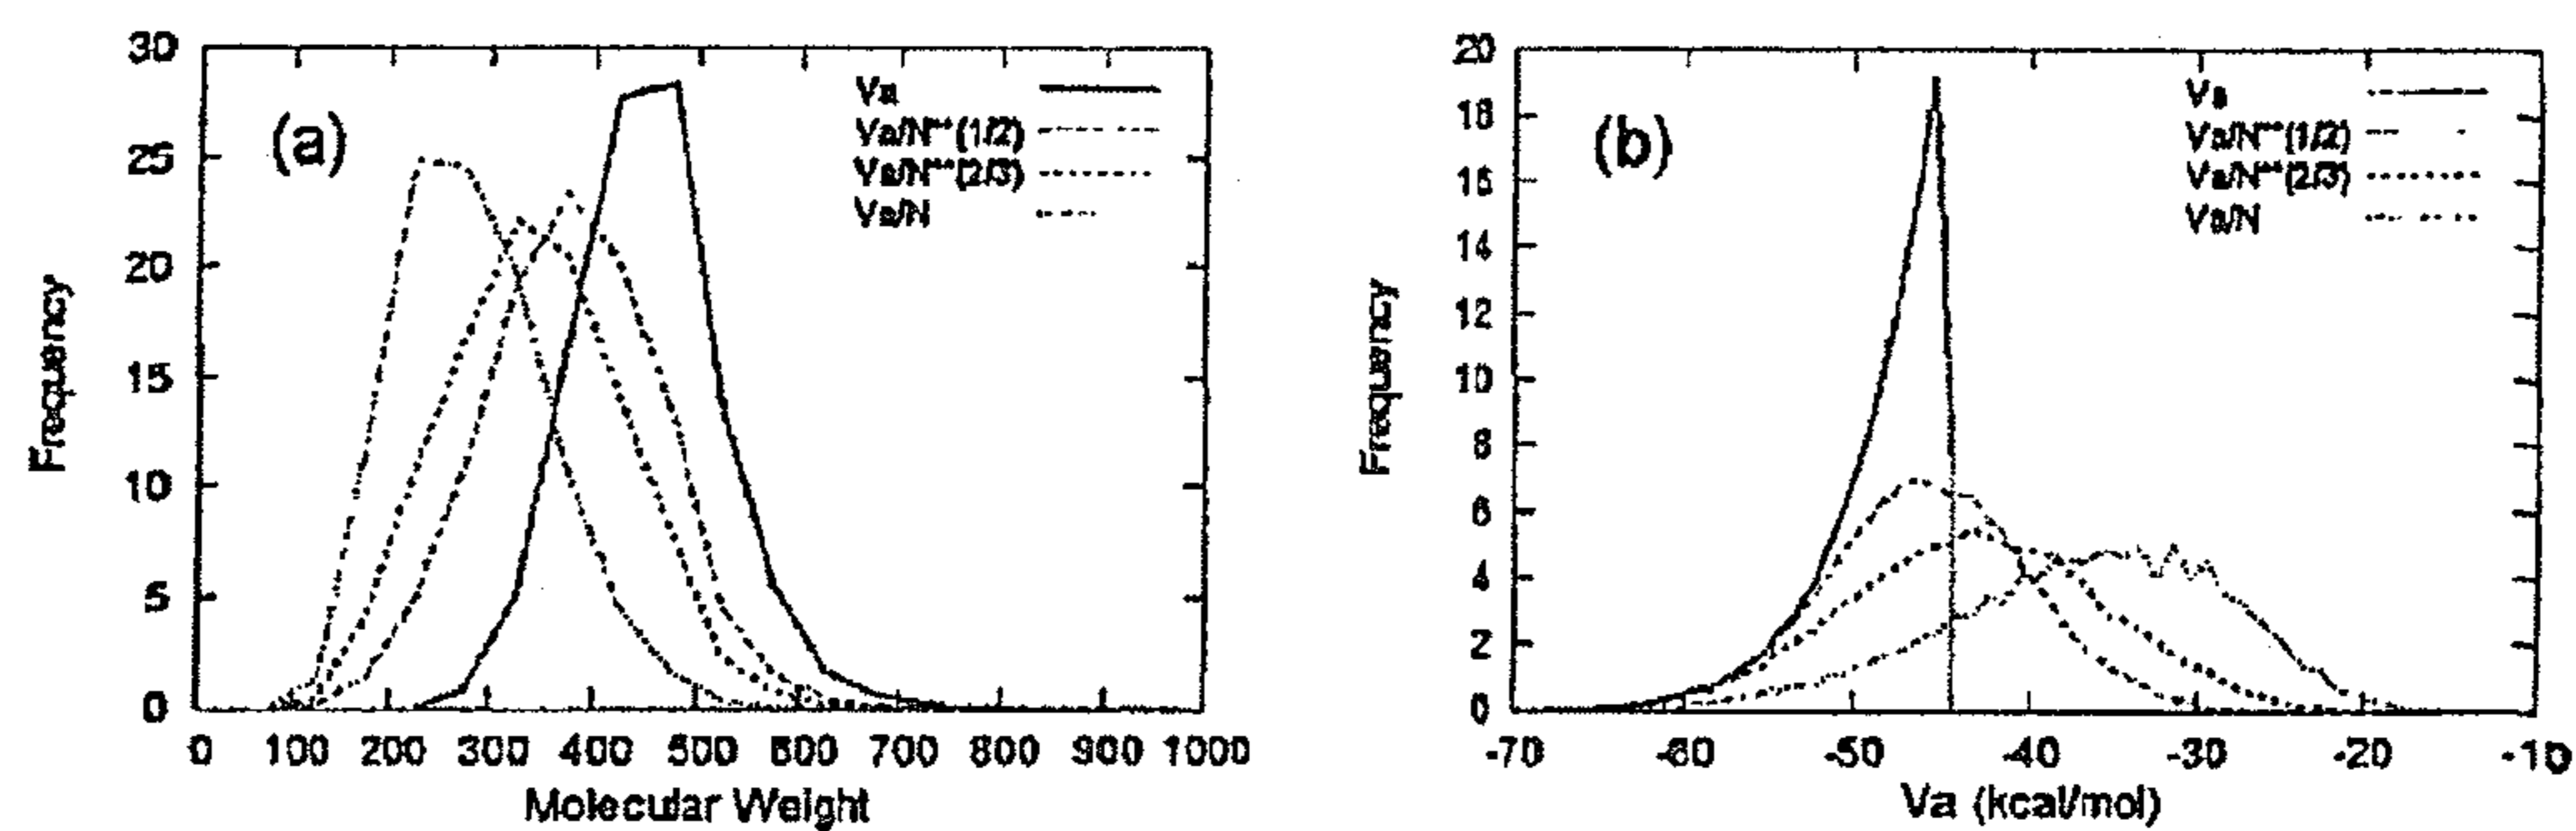 (a)
Frequency
30
25
20
15
10
5
0
Va
Va/N**(1/2)
Va/N**(2/3)
Va/N
0 100 200 300 400 500 600 700 800 900 1000
Molecular Weight
(b)
Frequency
20
18
16
14
12
10
8
6
4
2
0
Va
Va/N**(1/2)
Va/N**(2/3)
Va/N
-70 -60 -50 -40 -30 -20 -10
Va (kcal/mol)